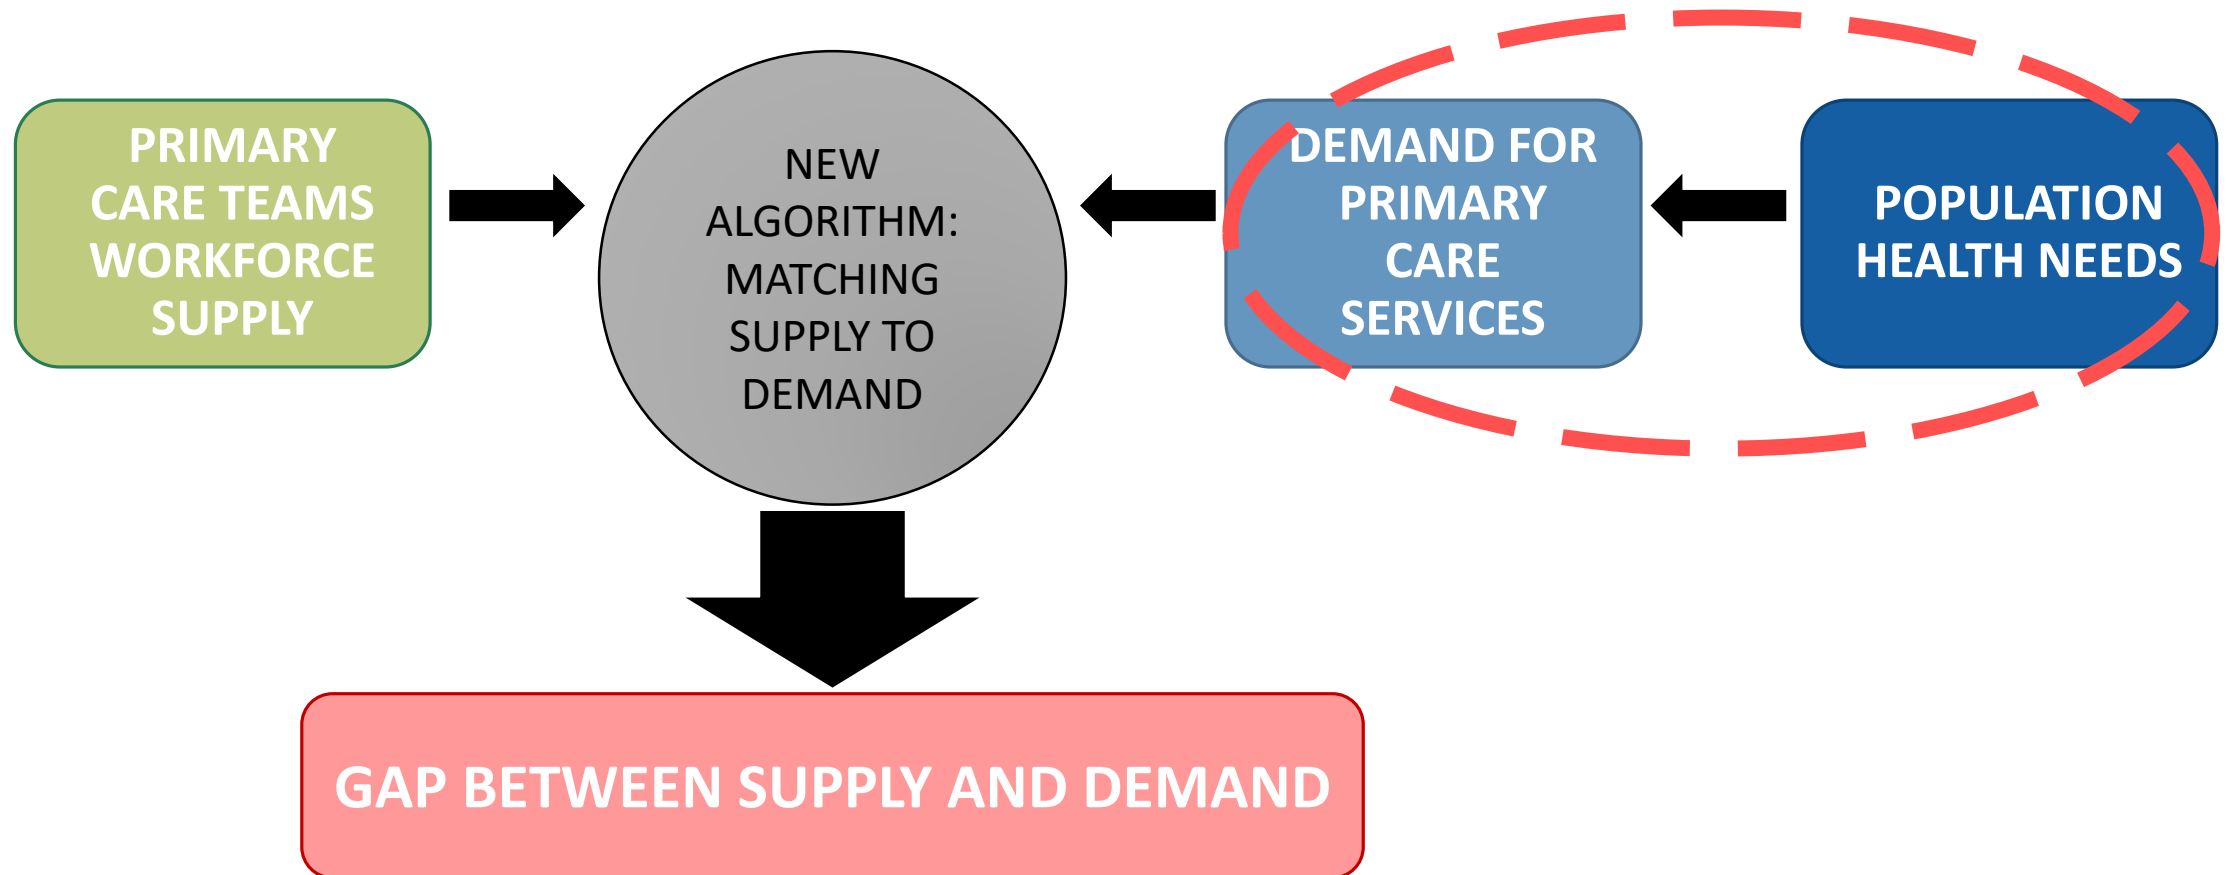 PRIMARY
CARE TEAMS
WORKFORCE
SUPPLY
NEW
ALGORITHM:
MATCHING
SUPPLY TO
DEMAND
DEMAND FOR
PRIMARY
CARE
SERVICES
POPULATION
HEALTH NEEDS
GAP BETWEEN SUPPLY AND DEMAND